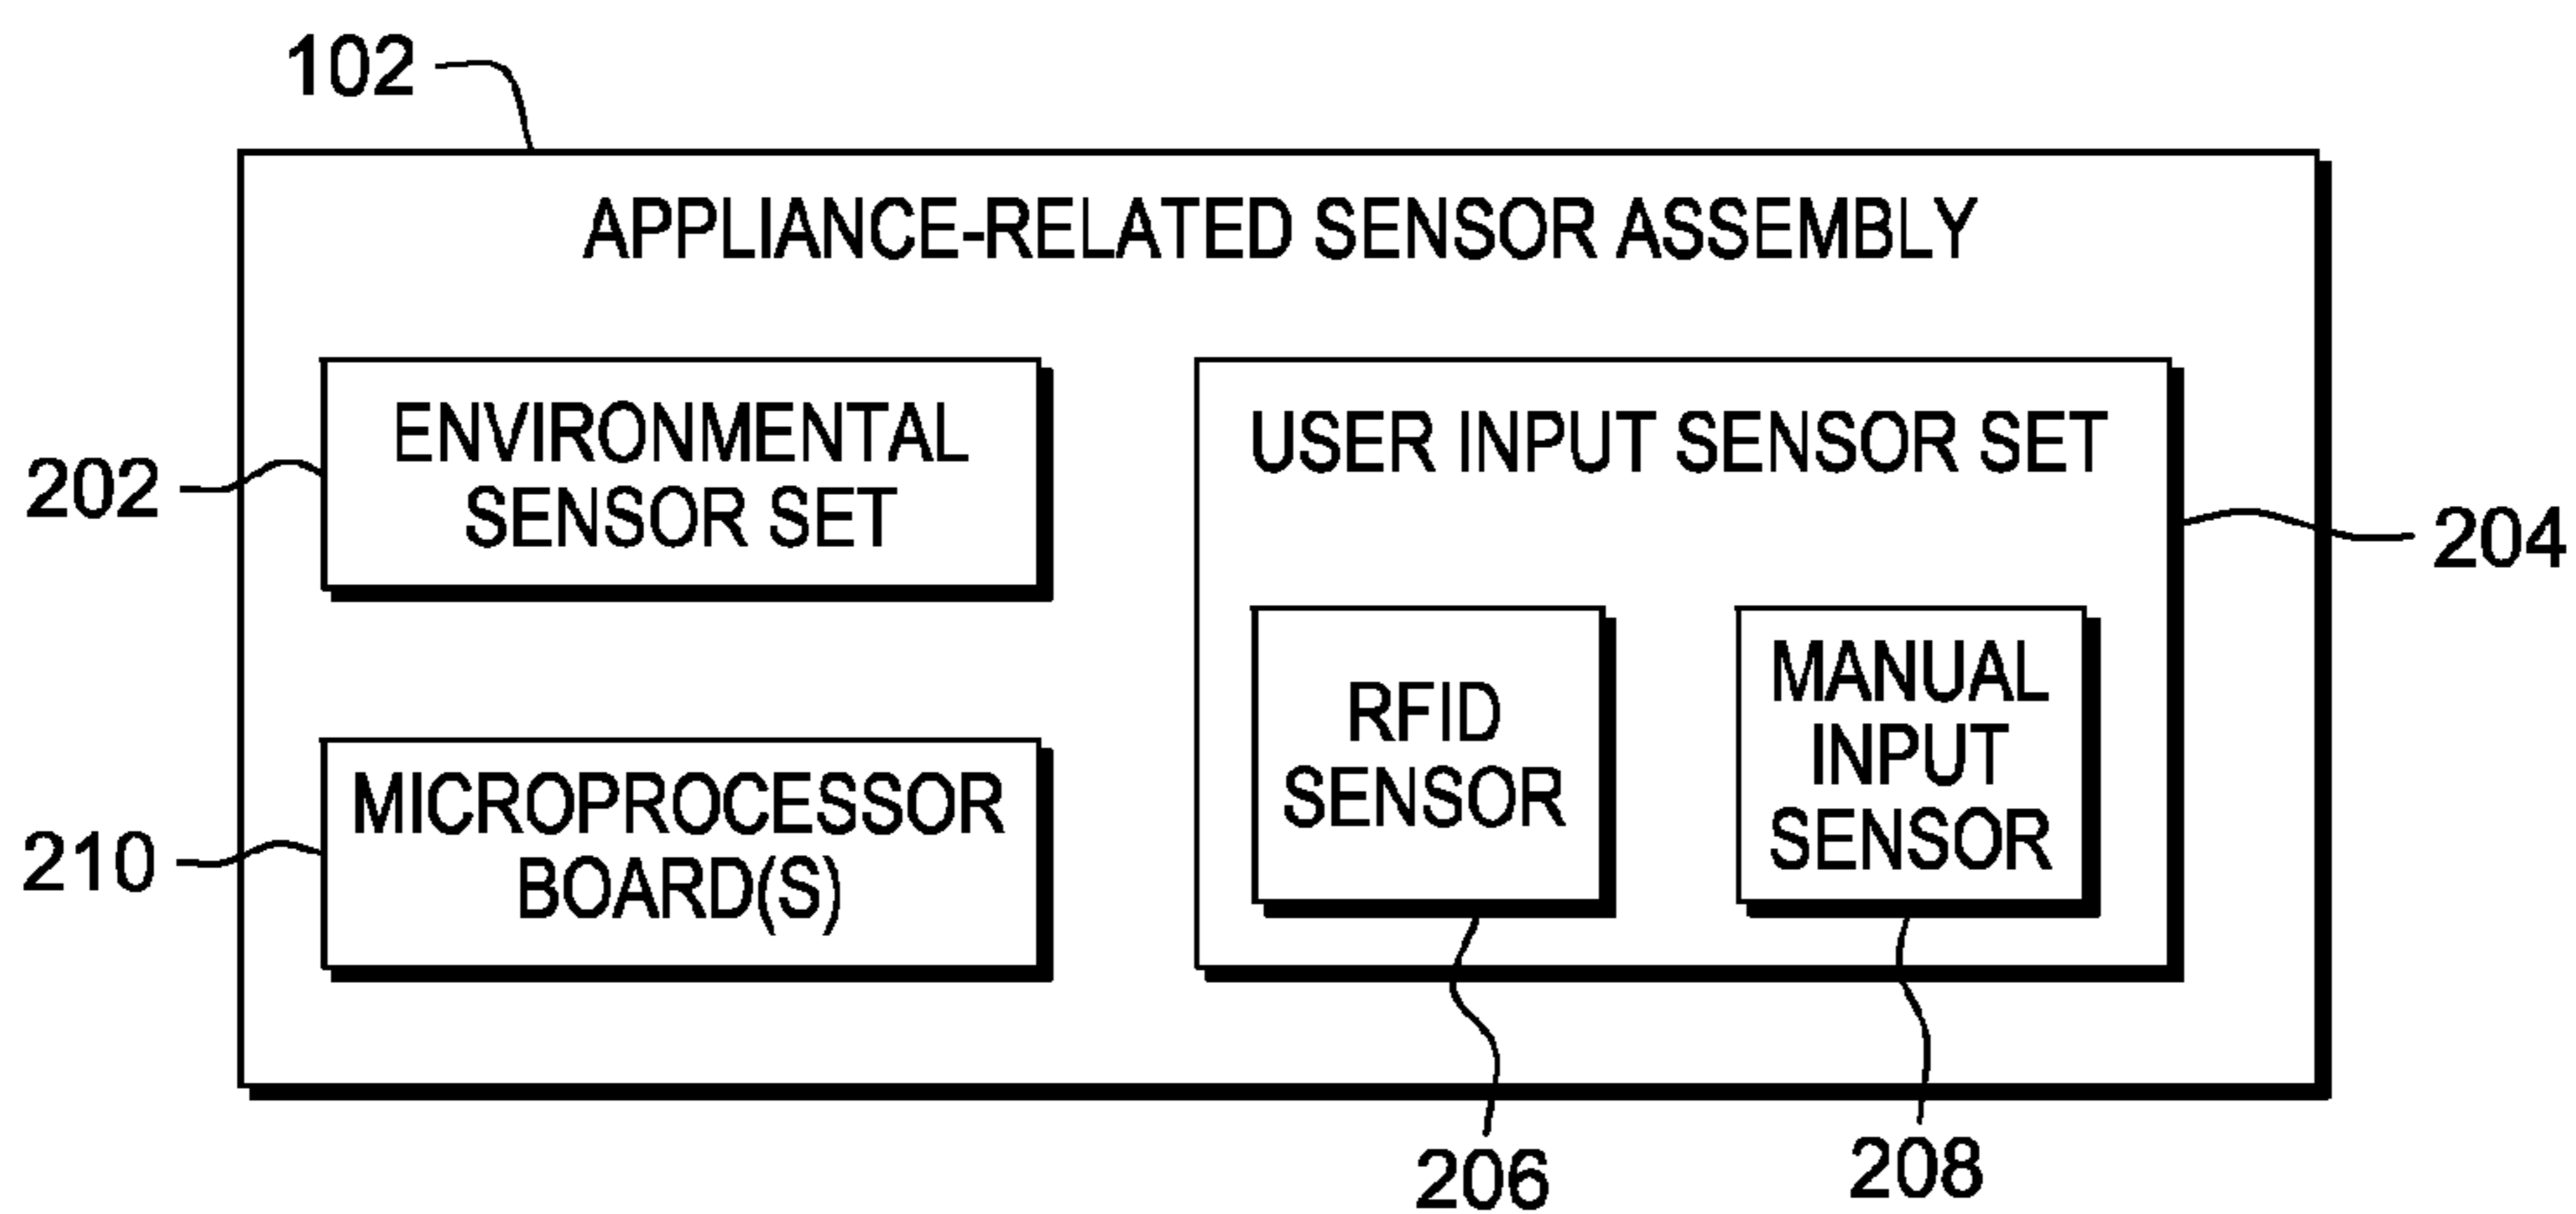 102
APPLIANCE-RELATED SENSOR ASSEMBLY
202
ENVIRONMENTAL
SENSOR SET
USER INPUT SENSOR SET
204
RFID
SENSOR
MANUAL
INPUT
SENSOR
210
MICROPROCESSOR
BOARD(S)
206
208